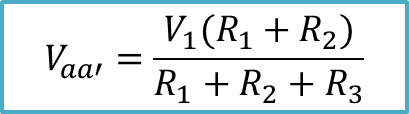 V_{aa′} = \frac{V_1(R_1 + R_2)}{R_1 + R_2 + R_3}